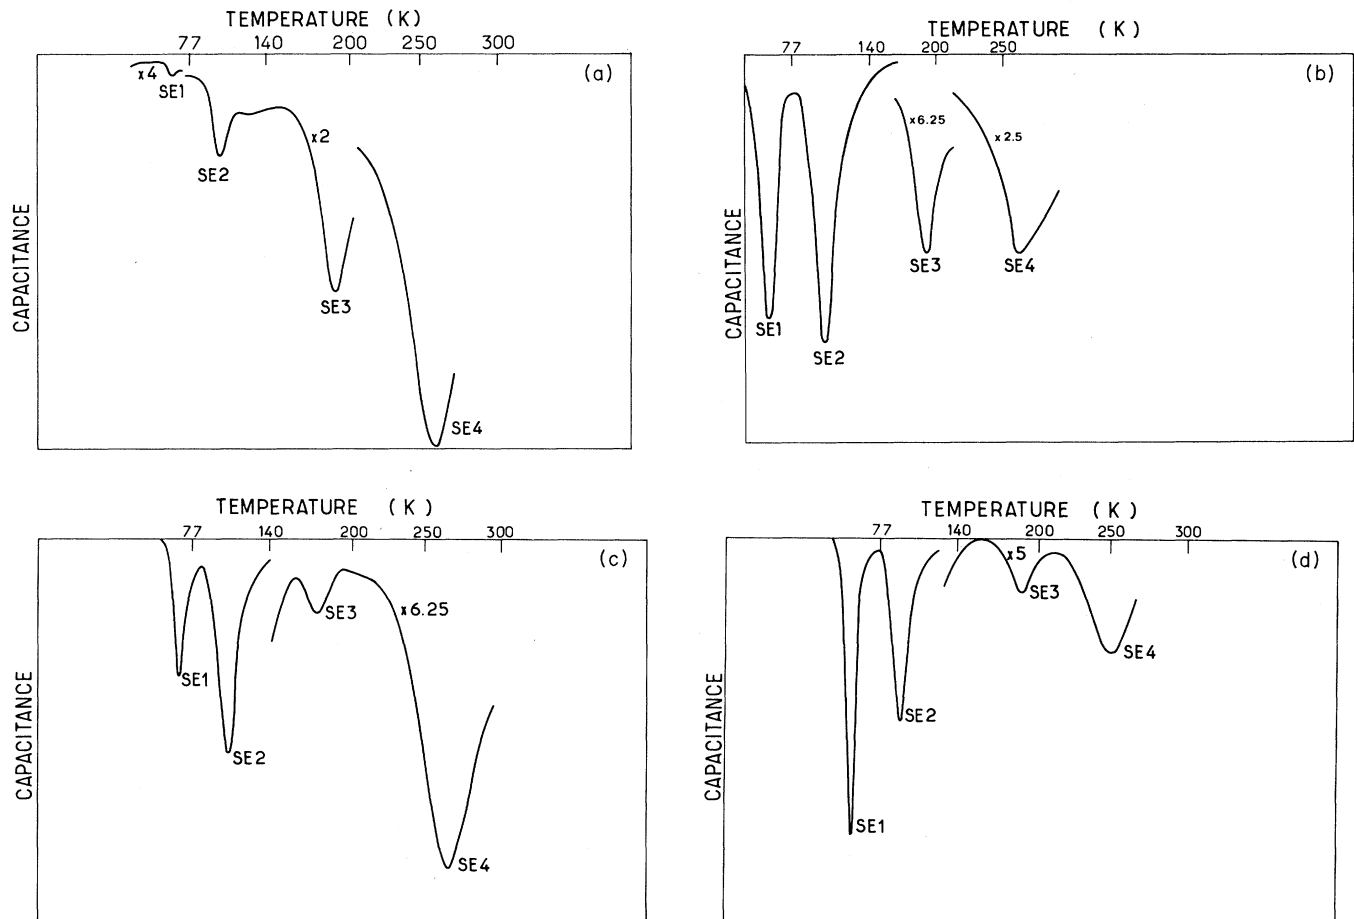 TEMPERATURE (K)
77 140 200 250 300
(a)
x4
SE1
x2
SE2
SE3
SE4
CAPACITANCE
TEMPERATURE (K)
77 140 200 250
(b)
x6.25
x2.5
SE3
SE4
SE1
SE2
CAPACITANCE
TEMPERATURE (K)
77 140 200 250 300
(c)
SE3
x6.25
SE1
SE2
SE4
CAPACITANCE
TEMPERATURE (K)
77 140 200 250 300
(d)
x5
SE3
SE4
SE2
SE1
CAPACITANCE